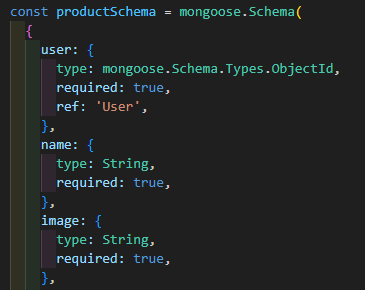 const productSchema = mongoose.Schema(
  {
    user: {
      type: mongoose.Schema.Types.ObjectId,
      required: true,
      ref: 'User',
    },
    name: {
      type: String,
      required: true,
    },
    image: {
      type: String,
      required: true,
    },